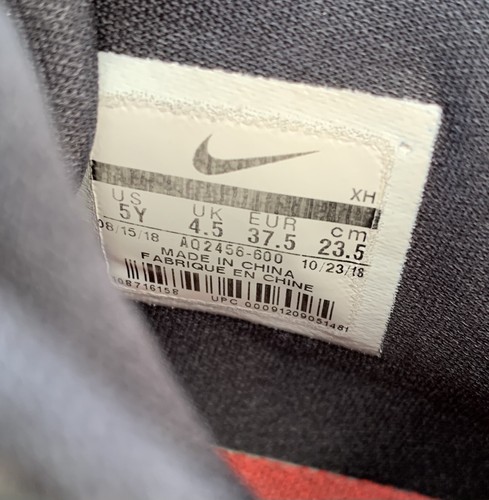 XH
US UK EUR cm
5Y 4.5 37.5 23.5
08/15/18 AQ2456-600 10/23/18
MADE IN CHINA
FABRIQUE EN CHINE
UPC 00091209051461